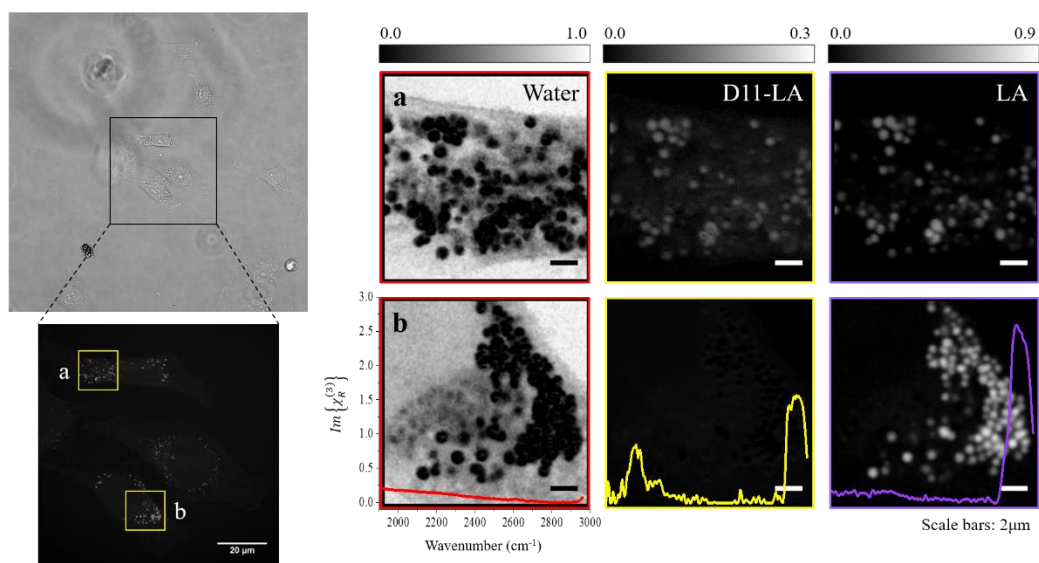 0.0 1.0
0.0 0.3
0.0 0.9
a Water
D11-LA
LA
a
b
20 µm
b
3.0
2.5
2.0
1.5
1.0
0.5
0.0
Im{χ_R^(3)}
1900 2200 2400 2600 2800 3000
Wavenumber (cm⁻¹)
Scale bars: 2µm